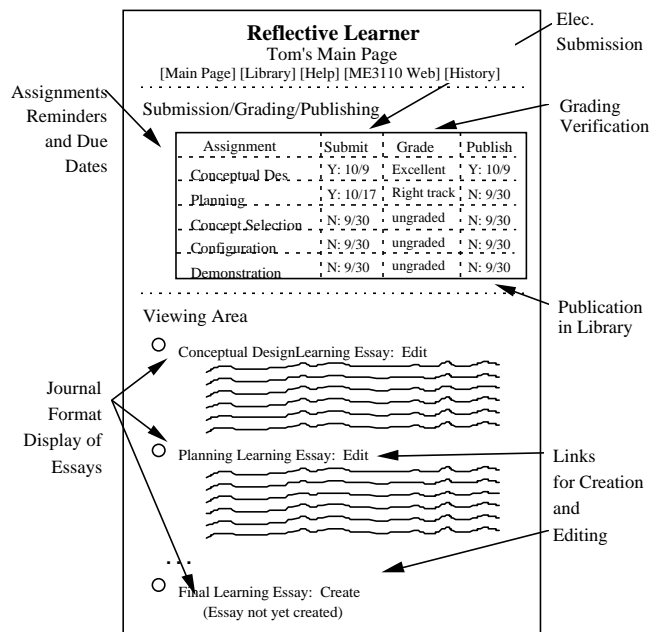 Reflective Learner
Tom's Main Page
[Main Page] [Library] [Help] [ME3110 Web] [History]
Elec.
Submission
Assignments
Reminders
and Due
Dates
Submission/Grading/Publishing
Grading
Verification
Assignment Submit Grade Publish
Conceptual Des. Y: 10/9 Excellent Y: 10/9
Planning Y: 10/17 Right track N: 9/30
Concept Selection N: 9/30 ungraded N: 9/30
Configuration N: 9/30 ungraded N: 9/30
Demonstration N: 9/30 ungraded N: 9/30
Publication
in Library
Viewing Area
Conceptual DesignLearning Essay: Edit
Journal
Format
Display of
Essays
Planning Learning Essay: Edit
Links
for Creation
and
Editing
...
Final Learning Essay: Create
(Essay not yet created)